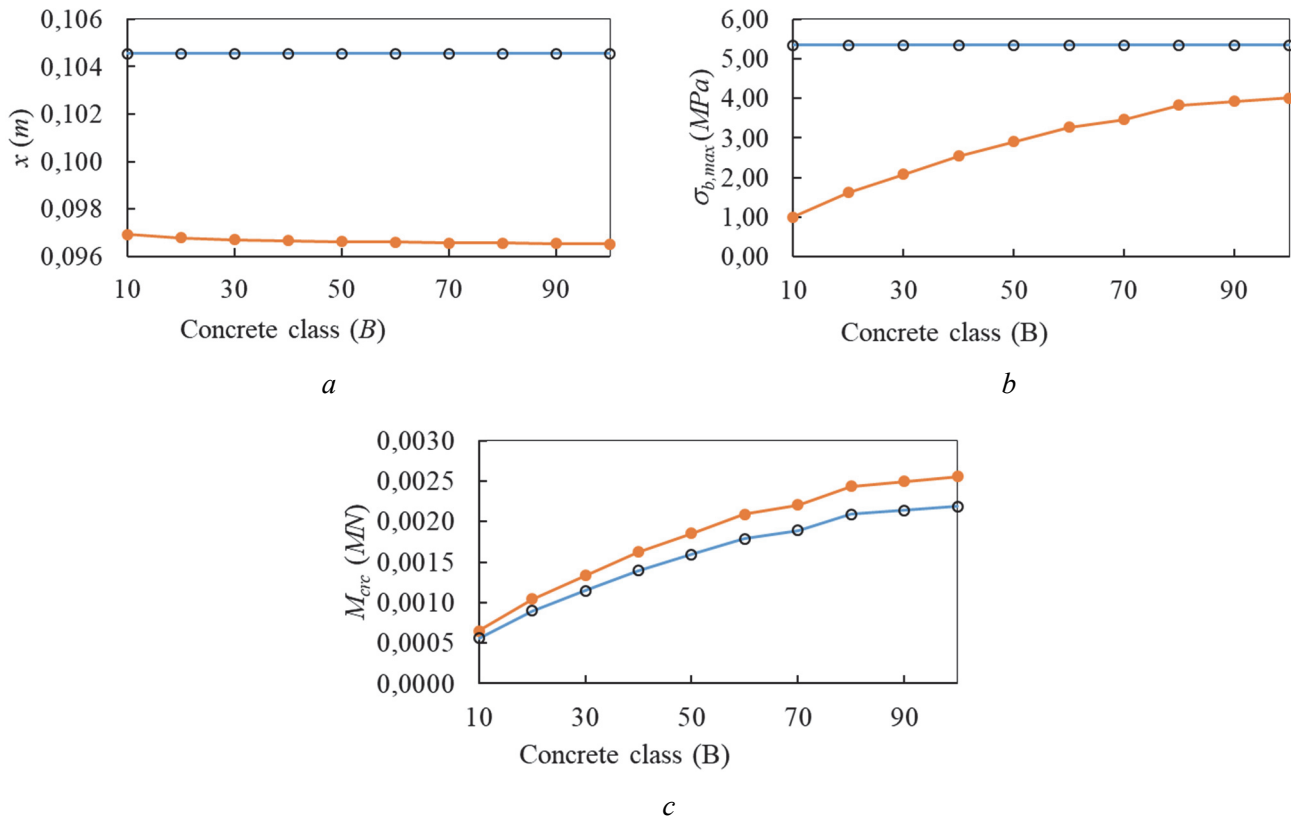 0,106
0,104
0,102
0,100
0,098
0,096
x (m)
10 30 50 70 90
Concrete class (B)
a
6,00
5,00
4,00
3,00
2,00
1,00
0,00
σb,max (MPa)
10 30 50 70 90
Concrete class (B)
b
0,0030
0,0025
0,0020
0,0015
0,0010
0,0005
0,0000
Mcrc (MN)
10 30 50 70 90
Concrete class (B)
c